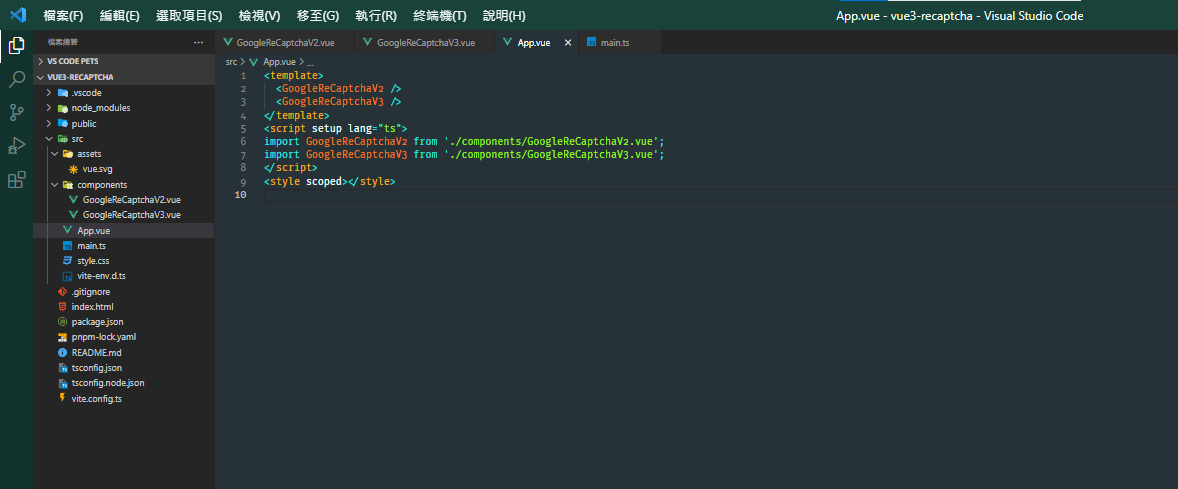 檔案(F) 編輯(E) 選取項目(S) 檢視(V) 移至(G) 執行(R) 終端機(T) 說明(H) App.vue - vue3-recaptcha - Visual Studio Code
檔案總管 ...
GoogleReCaptchaV2.vue GoogleReCaptchaV3.vue App.vue × main.ts
VS CODE PETS
VUE3-RECAPTCHA
.vscode
node_modules
public
src
assets
vue.svg
components
GoogleReCaptchaV2.vue
GoogleReCaptchaV3.vue
App.vue
main.ts
style.css
vite-env.d.ts
.gitignore
index.html
package.json
pnpm-lock.yaml
README.md
tsconfig.json
tsconfig.node.json
vite.config.ts
src > App.vue > ...
1 <template>
2 <GoogleReCaptchaV2 />
3 <GoogleReCaptchaV3 />
4 </template>
5 <script setup lang="ts">
6 import GoogleReCaptchaV2 from './components/GoogleReCaptchaV2.vue';
7 import GoogleReCaptchaV3 from './components/GoogleReCaptchaV3.vue';
8 </script>
9 <style scoped></style>
10